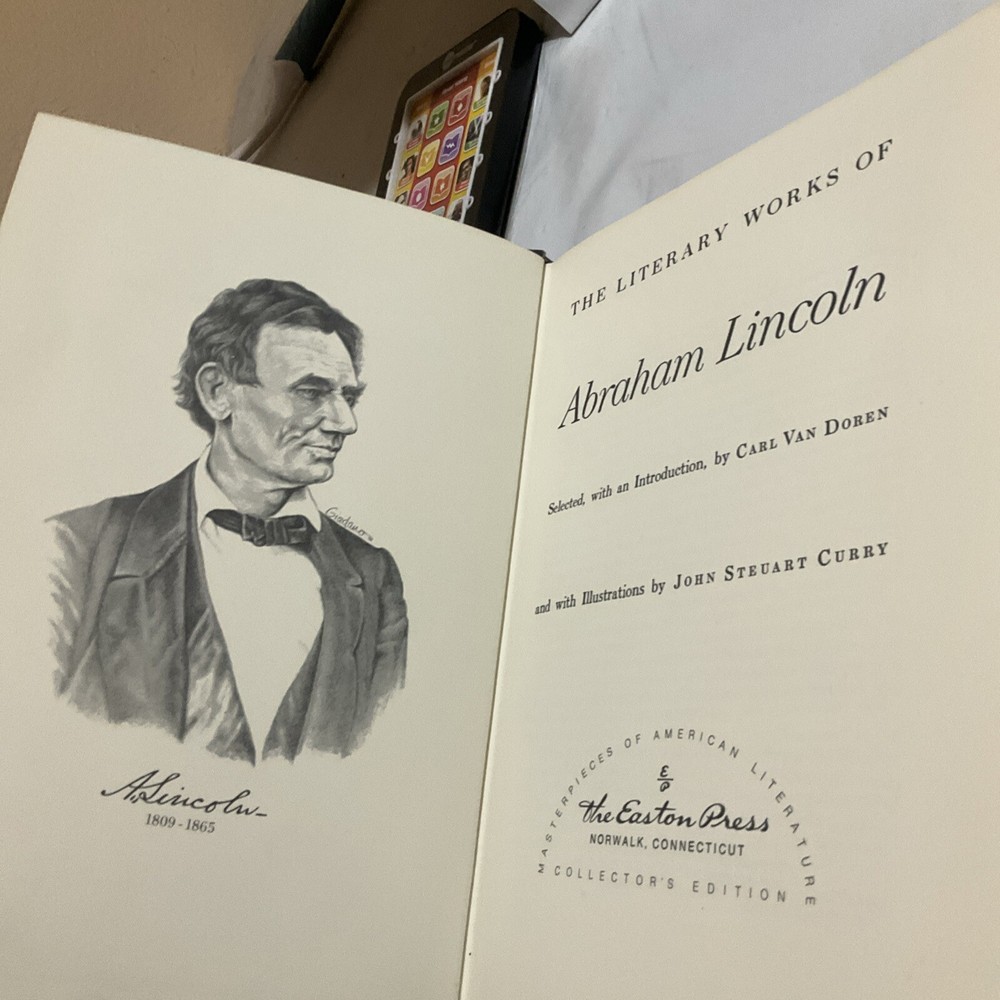 A. Lincoln
1809-1865
THE LITERARY WORKS OF
Abraham Lincoln
Selected, with an Introduction, by CARL VAN DOREN
and with Illustrations by JOHN STEUART CURRY
MASTERPIECES OF AMERICAN LITERATURE
E/P
the Easton Press
NORWALK, CONNECTICUT
COLLECTOR'S EDITION